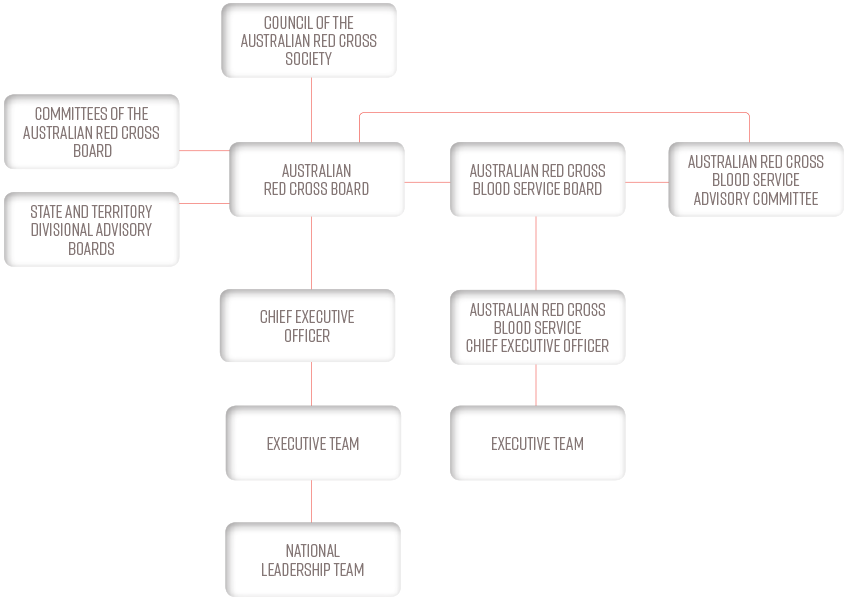 COUNCIL OF THE
AUSTRALIAN RED CROSS
SOCIETY
COMMITTEES OF THE
AUSTRALIAN RED CROSS
BOARD
AUSTRALIAN
RED CROSS BOARD
AUSTRALIAN RED CROSS
BLOOD SERVICE BOARD
AUSTRALIAN RED CROSS
BLOOD SERVICE
ADVISORY COMMITTEE
STATE AND TERRITORY
DIVISIONAL ADVISORY
BOARDS
CHIEF EXECUTIVE
OFFICER
AUSTRALIAN RED CROSS
BLOOD SERVICE
CHIEF EXECUTIVE OFFICER
EXECUTIVE TEAM
EXECUTIVE TEAM
NATIONAL
LEADERSHIP TEAM